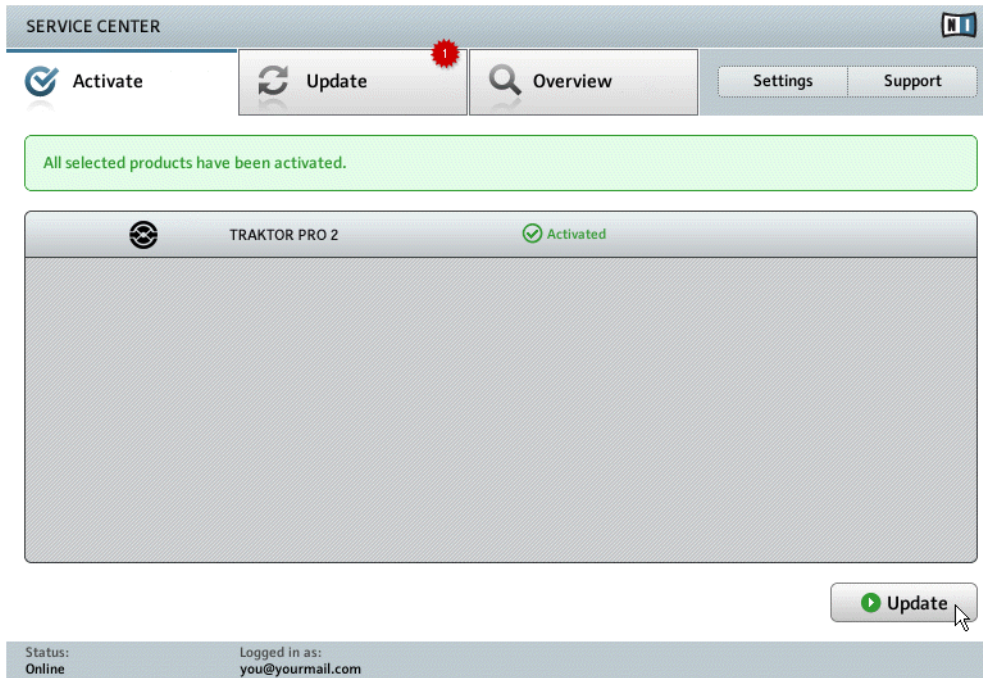 SERVICE CENTER
NI
Activate
Update
1
Overview
Settings
Support
All selected products have been activated.
TRAKTOR PRO 2
Activated
Update
Status:
Online
Logged in as:
you@yourmail.com